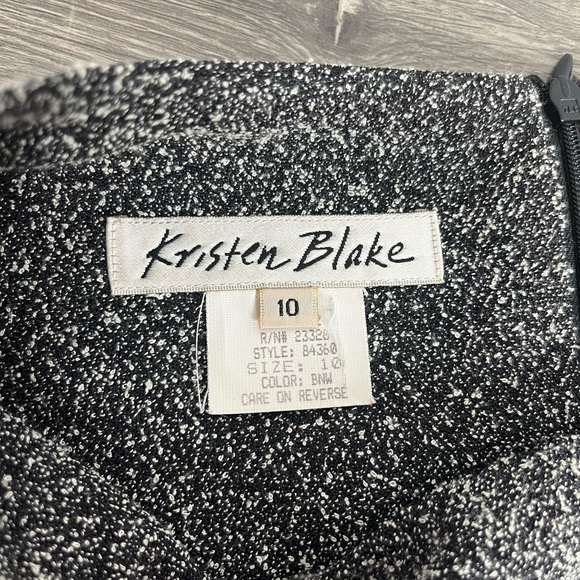 Kristen Blake
10
R/N# 23328
STYLE: 84360
SIZE: 10
COLOR: BNW
CARE ON REVERSE